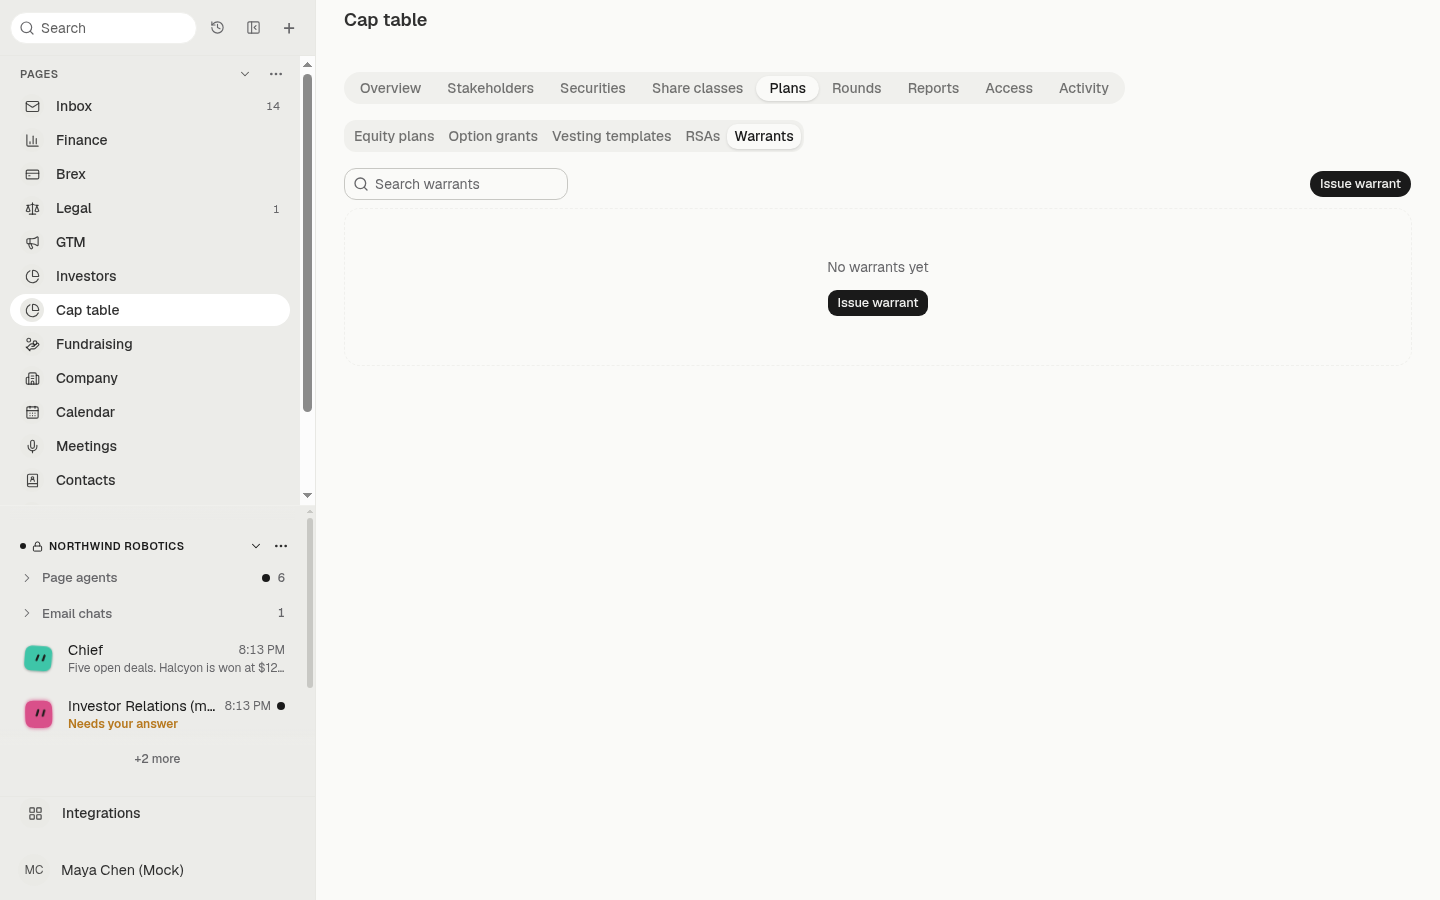 Search
PAGES
Inbox 14
Finance
Brex
Legal 1
GTM
Investors
Cap table
Fundraising
Company
Calendar
Meetings
Contacts
NORTHWIND ROBOTICS
Page agents 6
Email chats 1
Chief 8:13 PM
Five open deals. Halcyon is won at $12…
Investor Relations (m… 8:13 PM
Needs your answer
+2 more
Integrations
MC Maya Chen (Mock)
Cap table
Overview Stakeholders Securities Share classes Plans Rounds Reports Access Activity
Equity plans Option grants Vesting templates RSAs Warrants
Search warrants Issue warrant
No warrants yet
Issue warrant